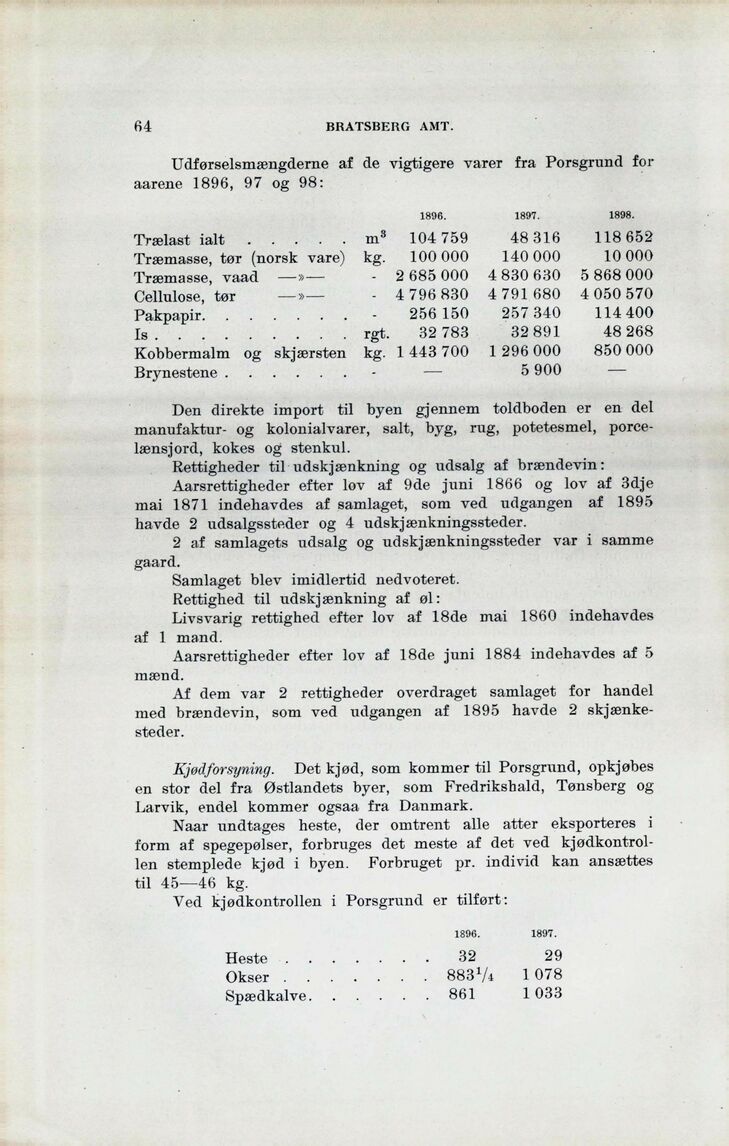 64 BRATSBERG AMT.
Udførselsmængderne af de vigtigere varer fra Porsgrund for
aarene 1896, 97 og 98:
1896. 1897. 1898.
Trælast ialt . . . . . m³ 104 759 48 316 118 652
Træmasse, tør (norsk vare) kg. 100 000 140 000 10 000
Træmasse, vaad —»— - 2 685 000 4 830 630 5 868 000
Cellulose, tør —»— - 4 796 830 4 791 680 4 050 570
Pakpapir. . . . . . . - 256 150 257 340 114 400
Is . . . . . . . . . rgt. 32 783 32 891 48 268
Kobbermalm og skjærsten kg. 1 443 700 1 296 000 850 000
Brynestene . . . . . . - — 5 900 —
Den direkte import til byen gjennem toldboden er en del
manufaktur- og kolonialvarer, salt, byg, rug, potetesmel, porce-
lænsjord, kokes og stenkul.
Rettigheder til udskjænkning og udsalg af brændevin:
Aarsrettigheder efter lov af 9de juni 1866 og lov af 3dje
mai 1871 indehavdes af samlaget, som ved udgangen af 1895
havde 2 udsalgssteder og 4 udskjænkningssteder.
2 af samlagets udsalg og udskjænkningssteder var i samme
gaard.
Samlaget blev imidlertid nedvoteret.
Rettighed til udskjænkning af øl:
Livsvarig rettighed efter lov af 18de mai 1860 indehavdes
af 1 mand.
Aarsrettigheder efter lov af 18de juni 1884 indehavdes af 5
mænd.
Af dem var 2 rettigheder overdraget samlaget for handel
med brændevin, som ved udgangen af 1895 havde 2 skjænke-
steder.
Kjødforsyning. Det kjød, som kommer til Porsgrund, opkjøbes
en stor del fra Østlandets byer, som Fredrikshald, Tønsberg og
Larvik, endel kommer ogsaa fra Danmark.
Naar undtages heste, der omtrent alle atter eksporteres i
form af spegepølser, forbruges det meste af det ved kjødkontrol-
len stemplede kjød i byen. Forbruget pr. individ kan ansættes
til 45—46 kg.
Ved kjødkontrollen i Porsgrund er tilført:
1896. 1897.
Heste . . . . . . . 32 29
Okser . . . . . . . 883¹/₄ 1 078
Spædkalve. . . . . . 861 1 033